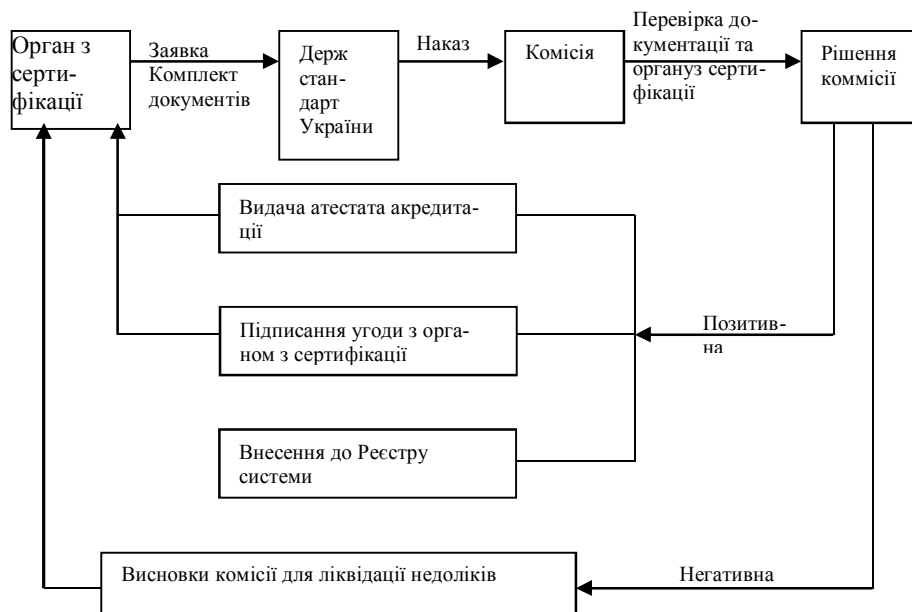 Орган з
серти-
фікації
Заявка
Комплект
документів
Держ
стан-
дарт
України
Наказ
Комісія
Перевірка до-
кументації та
органуз серти-
фікації
Рішення
коммісії
Видача атестата акредита-
ції
Підписання угоди з орга-
ном з сертифікації
Позитив-
на
Внесення до Реєстру
системи
Висновки комісії для ліквідації недоліків
Негативна